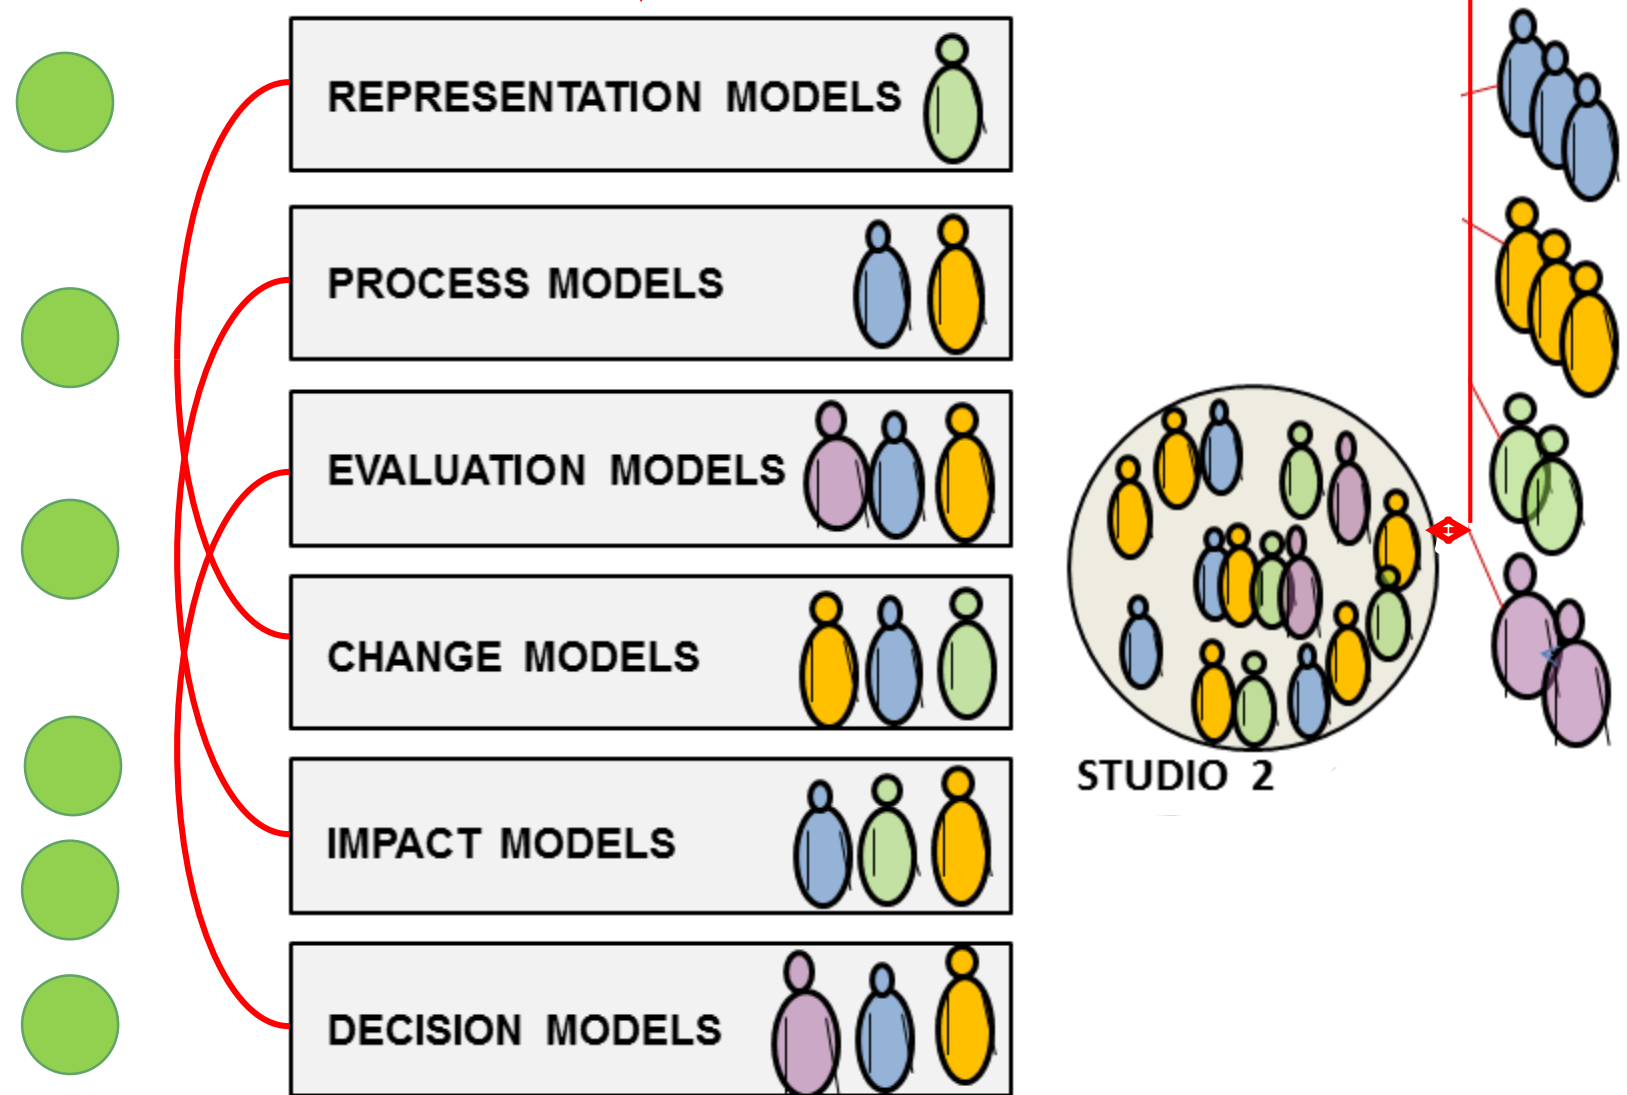 REPRESENTATION MODELS
PROCESS MODELS
EVALUATION MODELS
CHANGE MODELS
IMPACT MODELS
DECISION MODELS
STUDIO 2